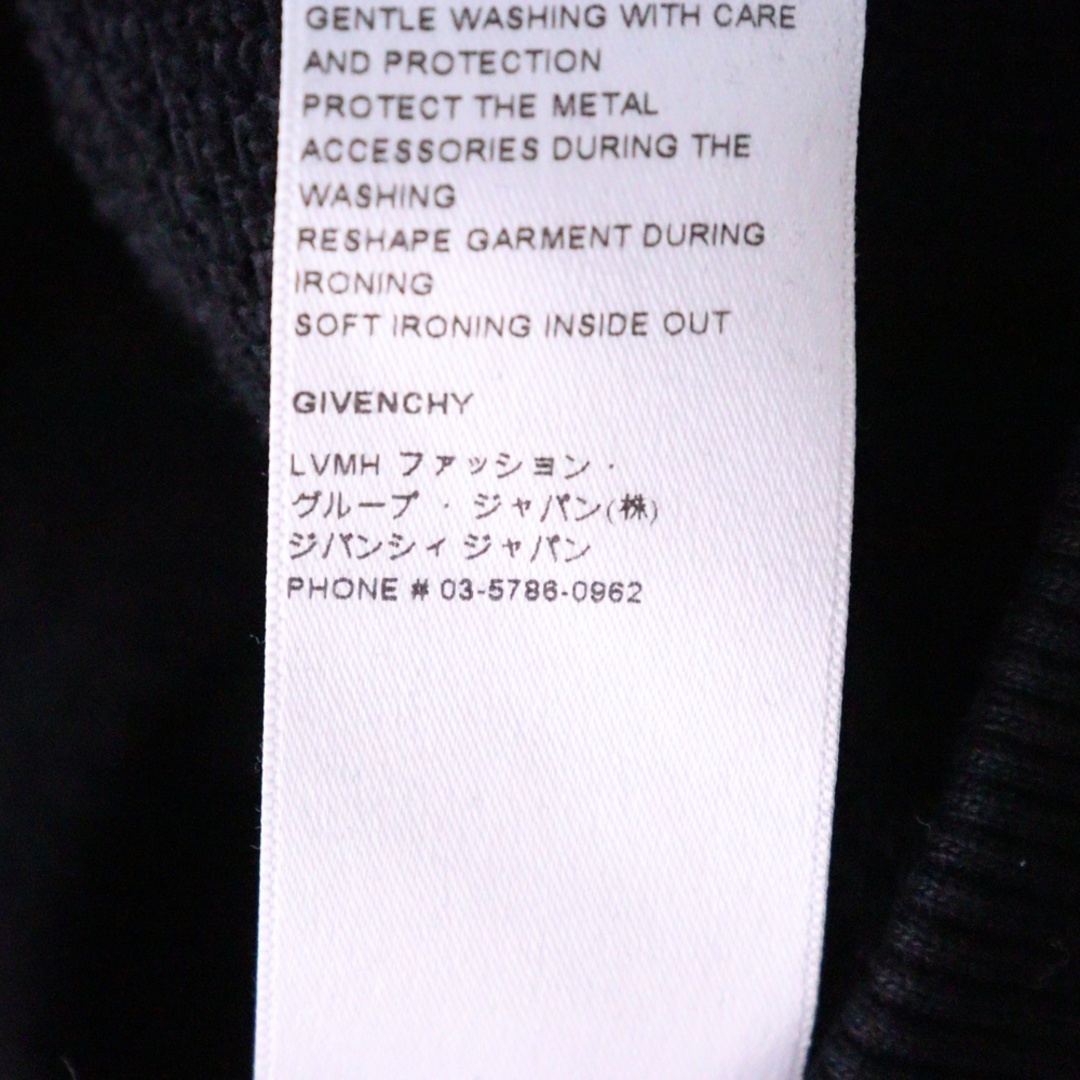 GENTLE WASHING WITH CARE
AND PROTECTION
PROTECT THE METAL
ACCESSORIES DURING THE
WASHING
RESHAPE GARMENT DURING
IRONING
SOFT IRONING INSIDE OUT
GIVENCHY
LVMH ファッション・
グループ・ジャパン(株)
ジバンシィ ジャパン
PHONE # 03-5786-0962